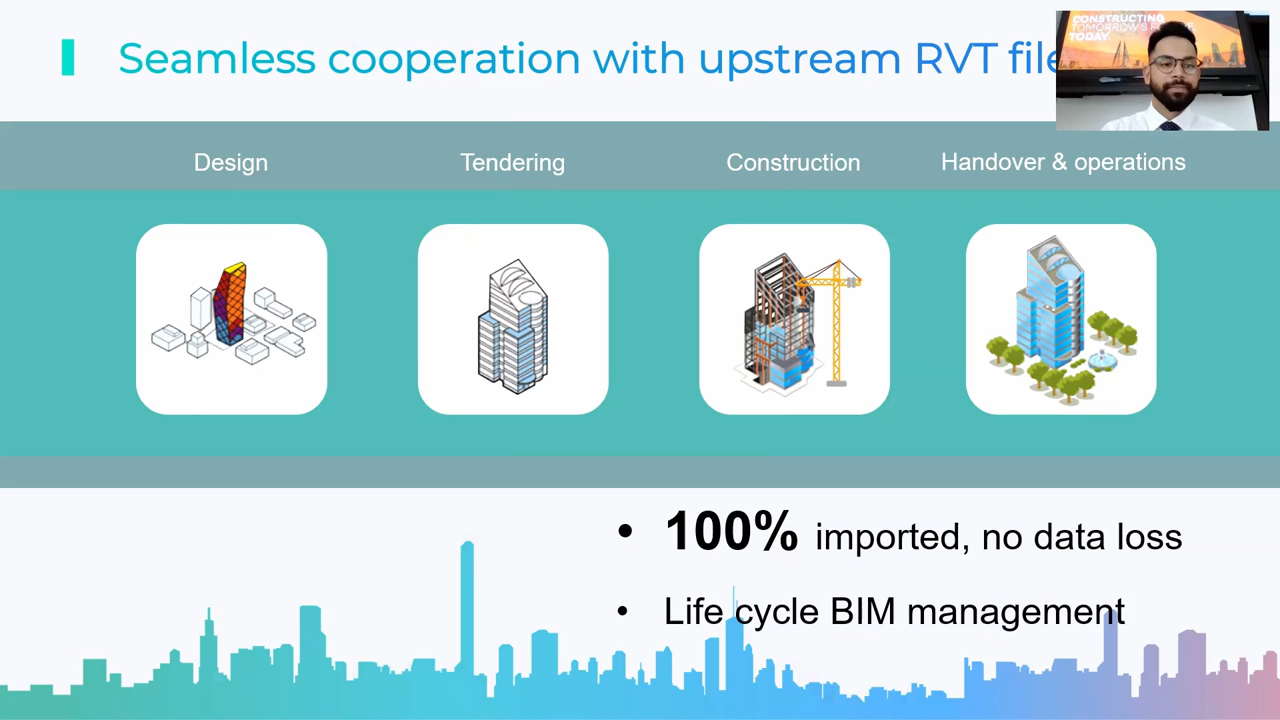 Seamless cooperation with upstream RVT file
CONSTRUCTING
TOMORROW'S
TODAY
Design
Tendering
Construction
Handover & operations
• 100% imported, no data loss
• Life cycle BIM management